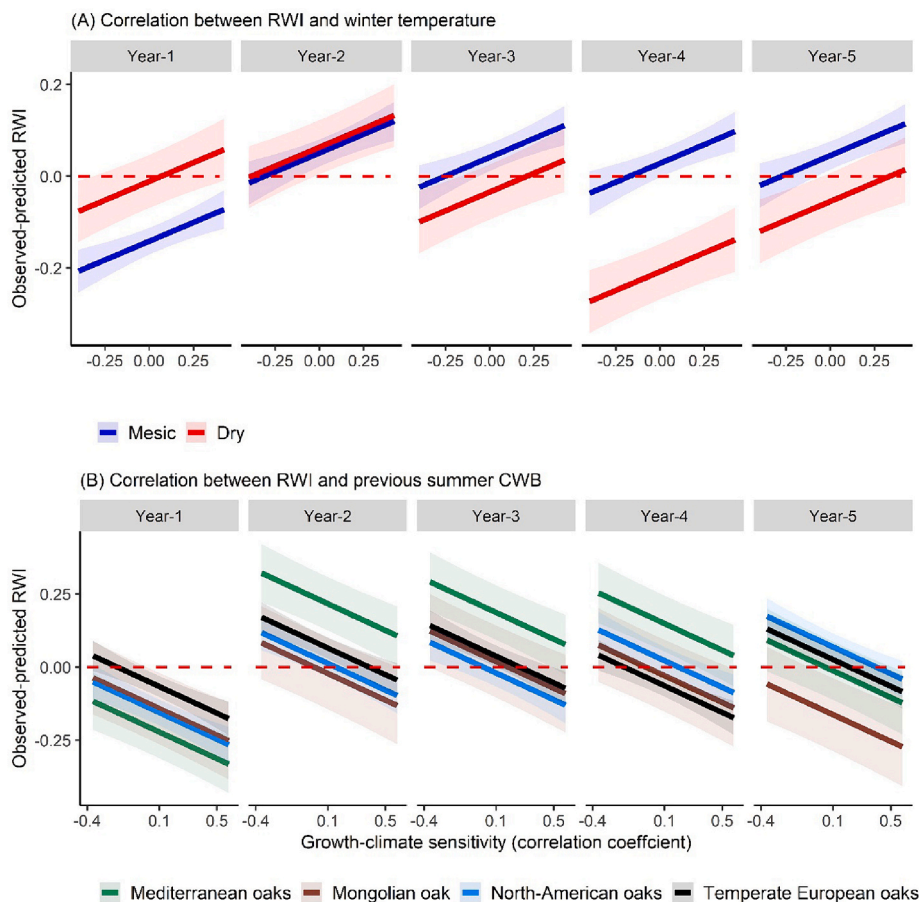 (A) Correlation between RWI and winter temperature
Year-1 Year-2 Year-3 Year-4 Year-5
Observed-predicted RWI
0.2
0.0
-0.2
-0.25 0.00 0.25 -0.25 0.00 0.25 -0.25 0.00 0.25 -0.25 0.00 0.25 -0.25 0.00 0.25
Mesic Dry
(B) Correlation between RWI and previous summer CWB
Year-1 Year-2 Year-3 Year-4 Year-5
Observed-predicted RWI
0.25
0.00
-0.25
-0.4 0.1 0.5 -0.4 0.1 0.5 -0.4 0.1 0.5 -0.4 0.1 0.5 -0.4 0.1 0.5
Growth-climate sensitivity (correlation coeffcient)
Mediterranean oaks Mongolian oak North-American oaks Temperate European oaks